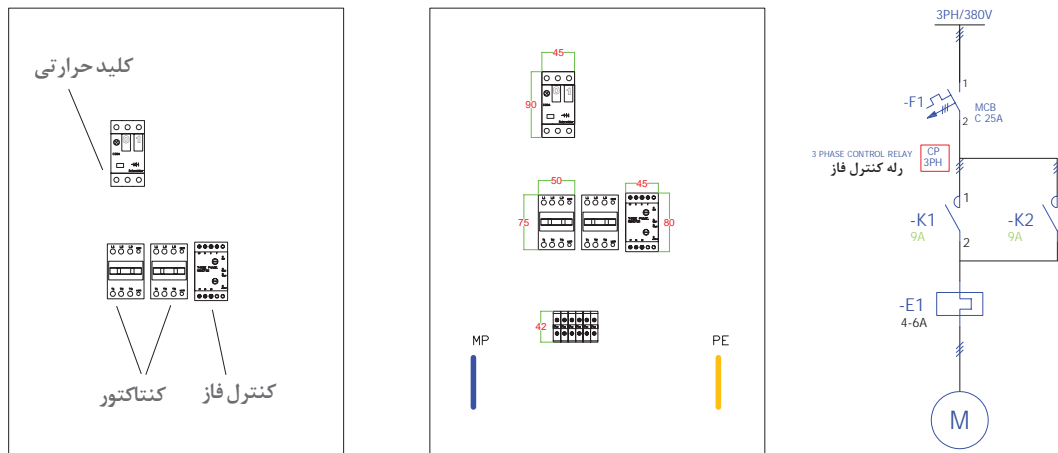 کلید حرارتی
کنتاکتور
کنترل فاز
45
90
50
45
75
80
42
MP
PE
3PH/380V
1
-F1
MCB
C 25A
2
3 PHASE CONTROL RELAY
رله کنترل فاز
CP
3PH
1
-K1
9A
2
-K2
9A
-E1
4-6A
M